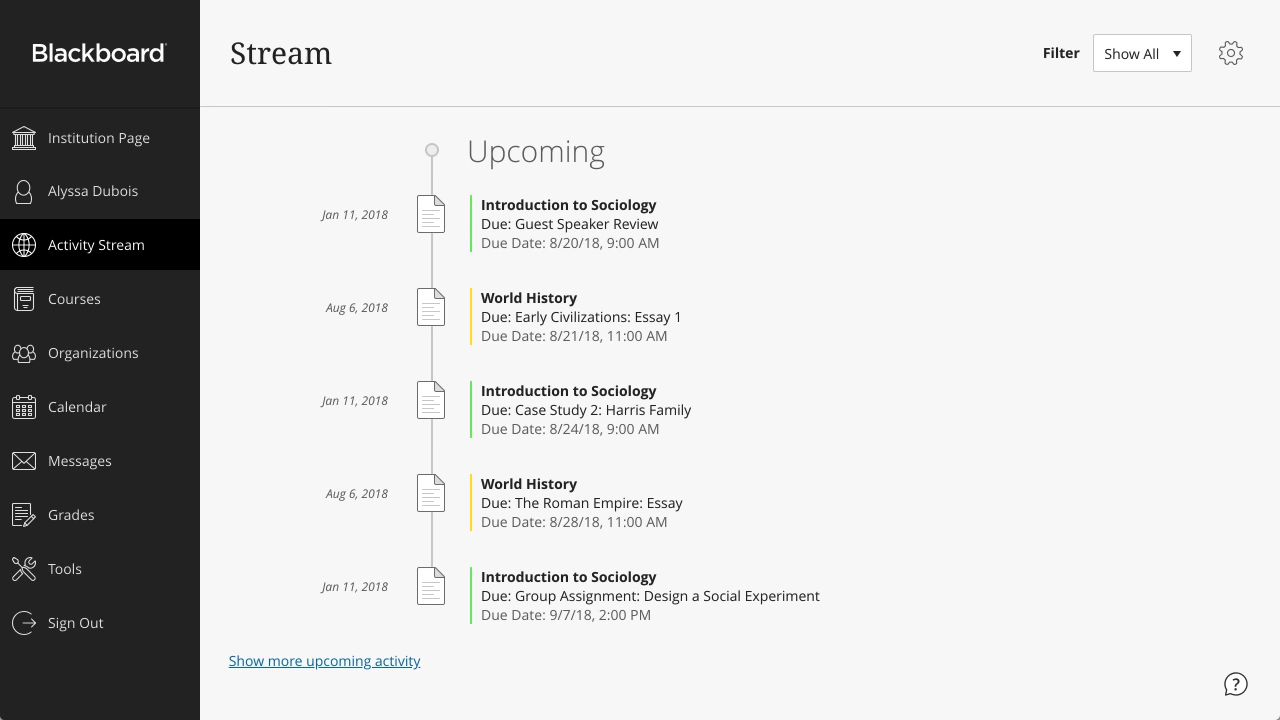 Blackboard
Institution Page
Alyssa Dubois
Activity Stream
Courses
Organizations
Calendar
Messages
Grades
Tools
Sign Out
Stream
Filter
Show All
Upcoming
Jan 11, 2018
Introduction to Sociology
Due: Guest Speaker Review
Due Date: 8/20/18, 9:00 AM
Aug 6, 2018
World History
Due: Early Civilizations: Essay 1
Due Date: 8/21/18, 11:00 AM
Jan 11, 2018
Introduction to Sociology
Due: Case Study 2: Harris Family
Due Date: 8/24/18, 9:00 AM
Aug 6, 2018
World History
Due: The Roman Empire: Essay
Due Date: 8/28/18, 11:00 AM
Jan 11, 2018
Introduction to Sociology
Due: Group Assignment: Design a Social Experiment
Due Date: 9/7/18, 2:00 PM
Show more upcoming activity
?